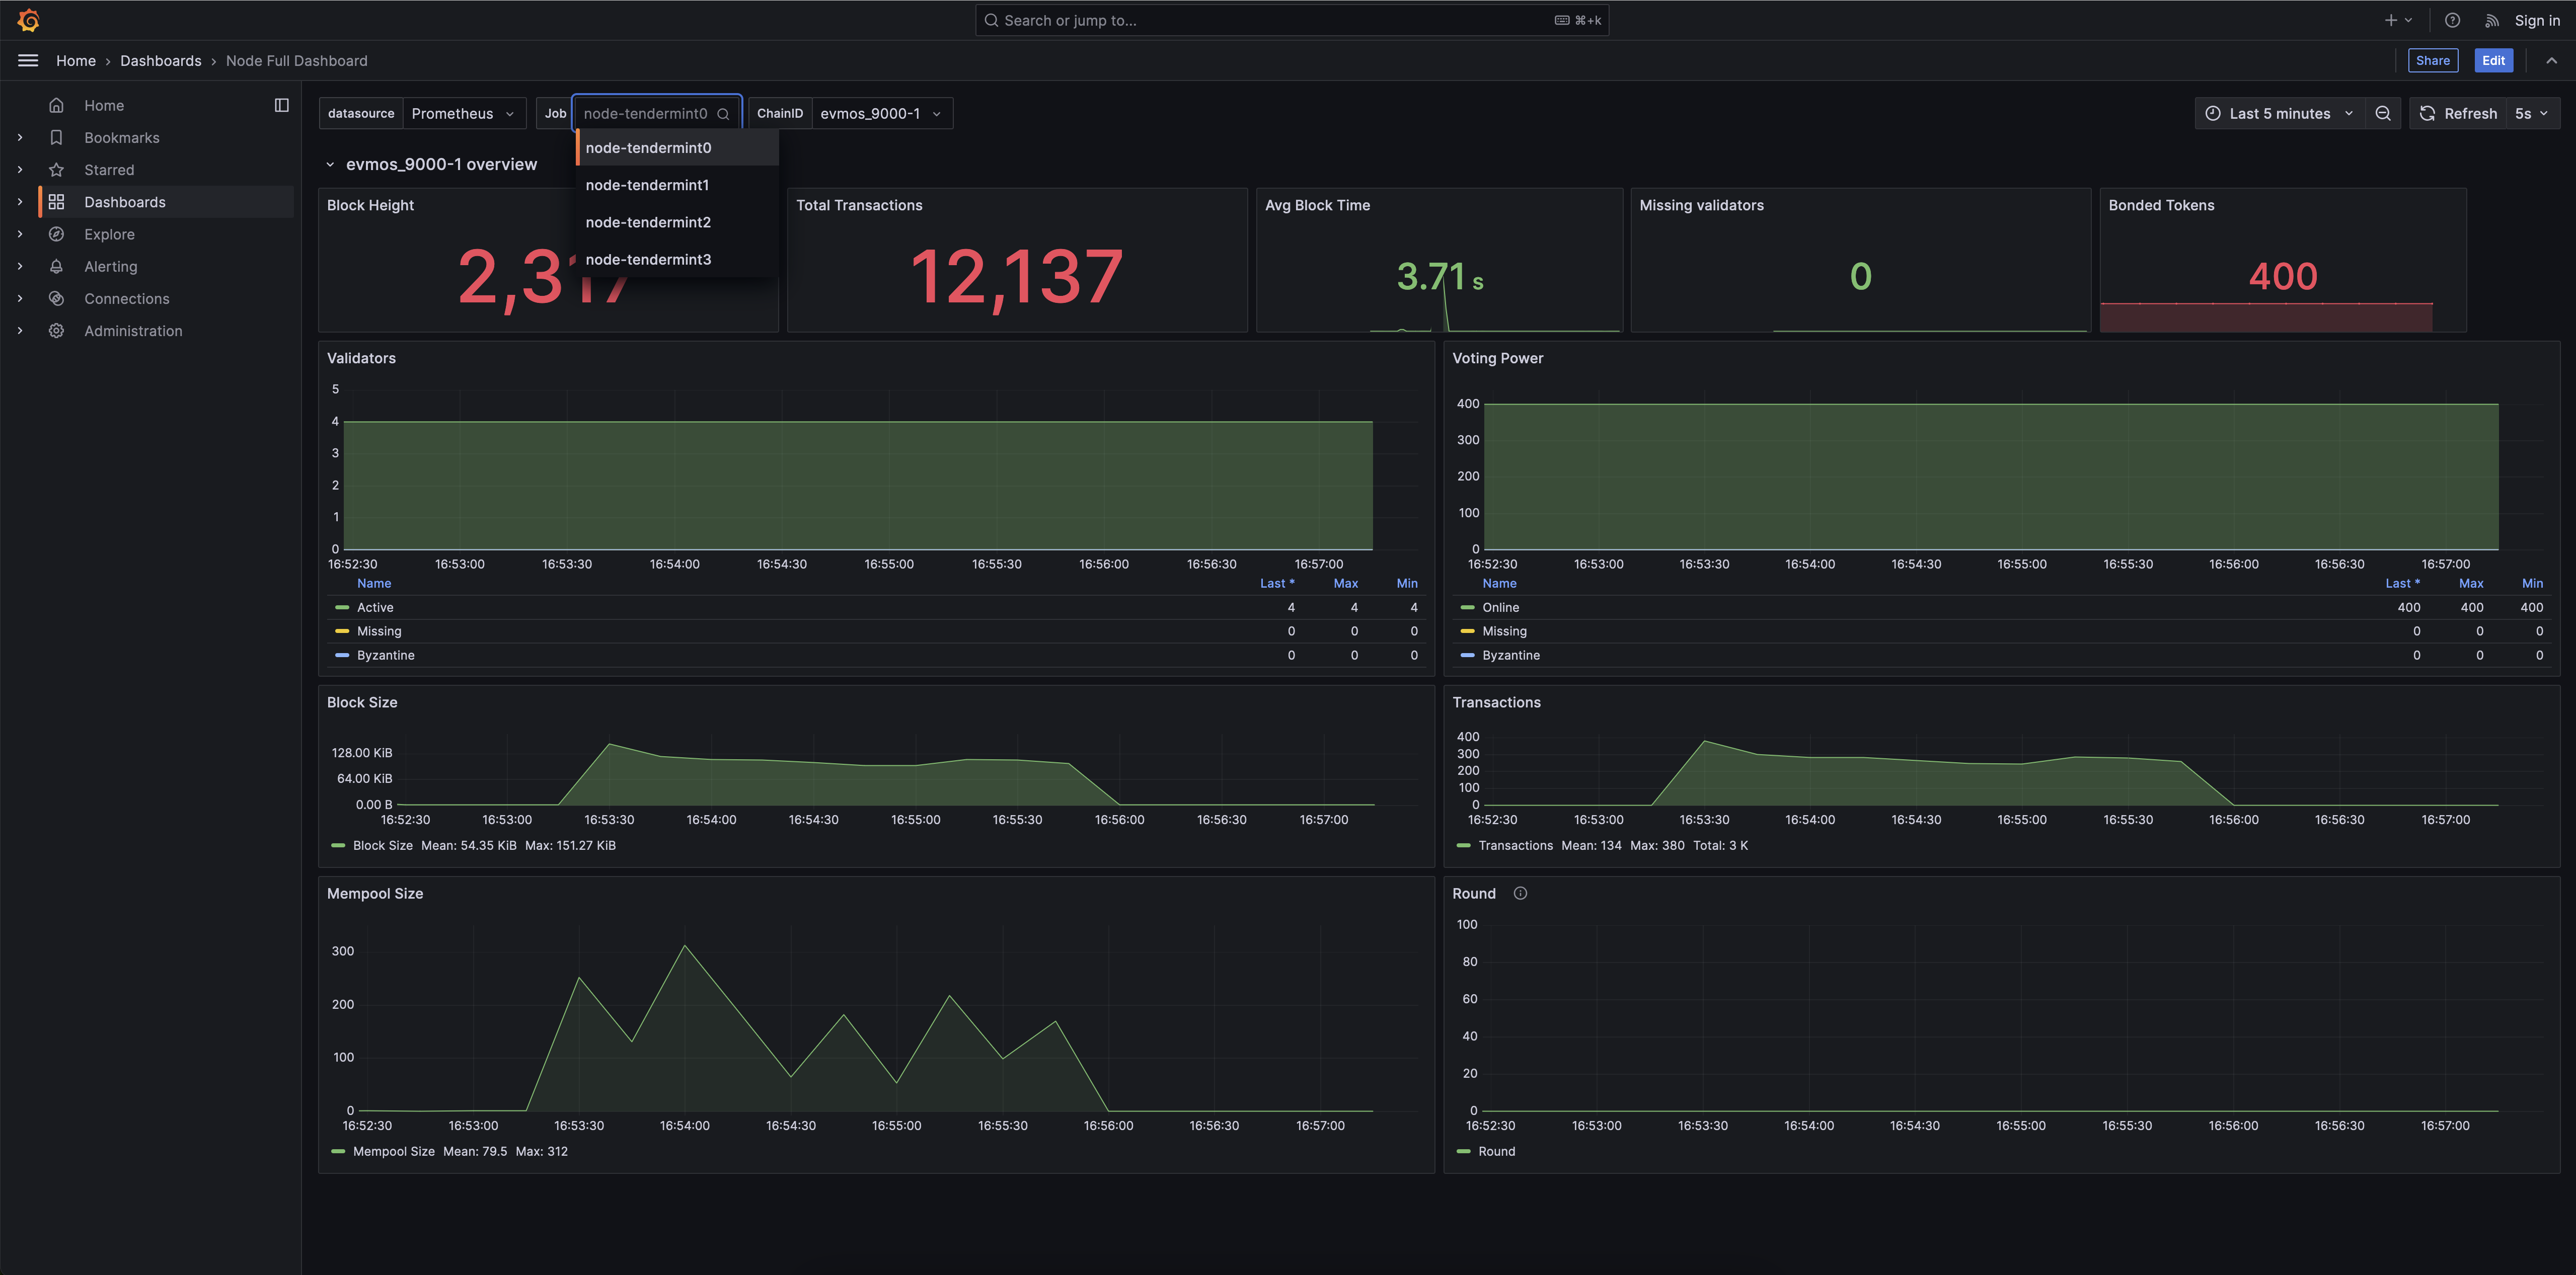 Search or jump to...
⌘+k
Sign in
Home › Dashboards › Node Full Dashboard
Share
Edit
Home
Bookmarks
Starred
Dashboards
Explore
Alerting
Connections
Administration
datasource Prometheus
Job node-tendermint0
ChainID evmos_9000-1
Last 5 minutes
Refresh 5s
node-tendermint0
node-tendermint1
node-tendermint2
node-tendermint3
evmos_9000-1 overview
Block Height
2,317
Total Transactions
12,137
Avg Block Time
3.71 s
Missing validators
0
Bonded Tokens
400
Validators
5
4
3
2
1
0
16:52:30 16:53:00 16:53:30 16:54:00 16:54:30 16:55:00 16:55:30 16:56:00 16:56:30 16:57:00
Name Last * Max Min
Active 4 4 4
Missing 0 0 0
Byzantine 0 0 0
Voting Power
400
300
200
100
0
16:52:30 16:53:00 16:53:30 16:54:00 16:54:30 16:55:00 16:55:30 16:56:00 16:56:30 16:57:00
Name Last * Max Min
Online 400 400 400
Missing 0 0 0
Byzantine 0 0 0
Block Size
128.00 KiB
64.00 KiB
0.00 B
16:52:30 16:53:00 16:53:30 16:54:00 16:54:30 16:55:00 16:55:30 16:56:00 16:56:30 16:57:00
Block Size Mean: 54.35 KiB Max: 151.27 KiB
Transactions
400
300
200
100
0
16:52:30 16:53:00 16:53:30 16:54:00 16:54:30 16:55:00 16:55:30 16:56:00 16:56:30 16:57:00
Transactions Mean: 134 Max: 380 Total: 3 K
Mempool Size
300
200
100
0
16:52:30 16:53:00 16:53:30 16:54:00 16:54:30 16:55:00 16:55:30 16:56:00 16:56:30 16:57:00
Mempool Size Mean: 79.5 Max: 312
Round
100
80
60
40
20
0
16:52:30 16:53:00 16:53:30 16:54:00 16:54:30 16:55:00 16:55:30 16:56:00 16:56:30 16:57:00
Round